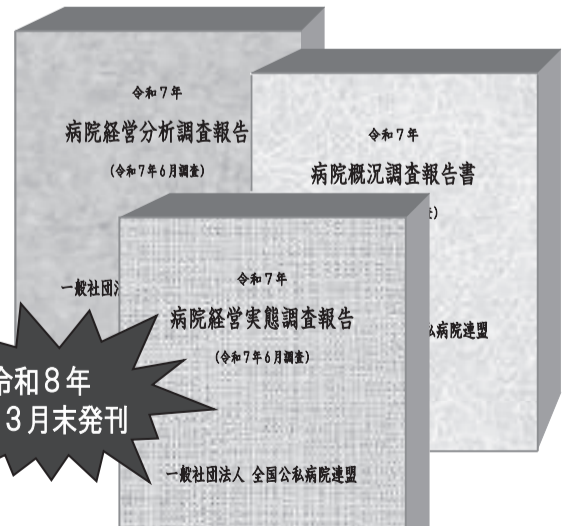 令和7年
病院経営分析調査報告
(令和7年6月調査)
一般社団法
令和7年
病院概況調査報告書
査)
私病院連盟
令和7年
病院経営実態調査報告
(令和7年6月調査)
一般社団法人 全国公私病院連盟
令和8年
3月末発刊